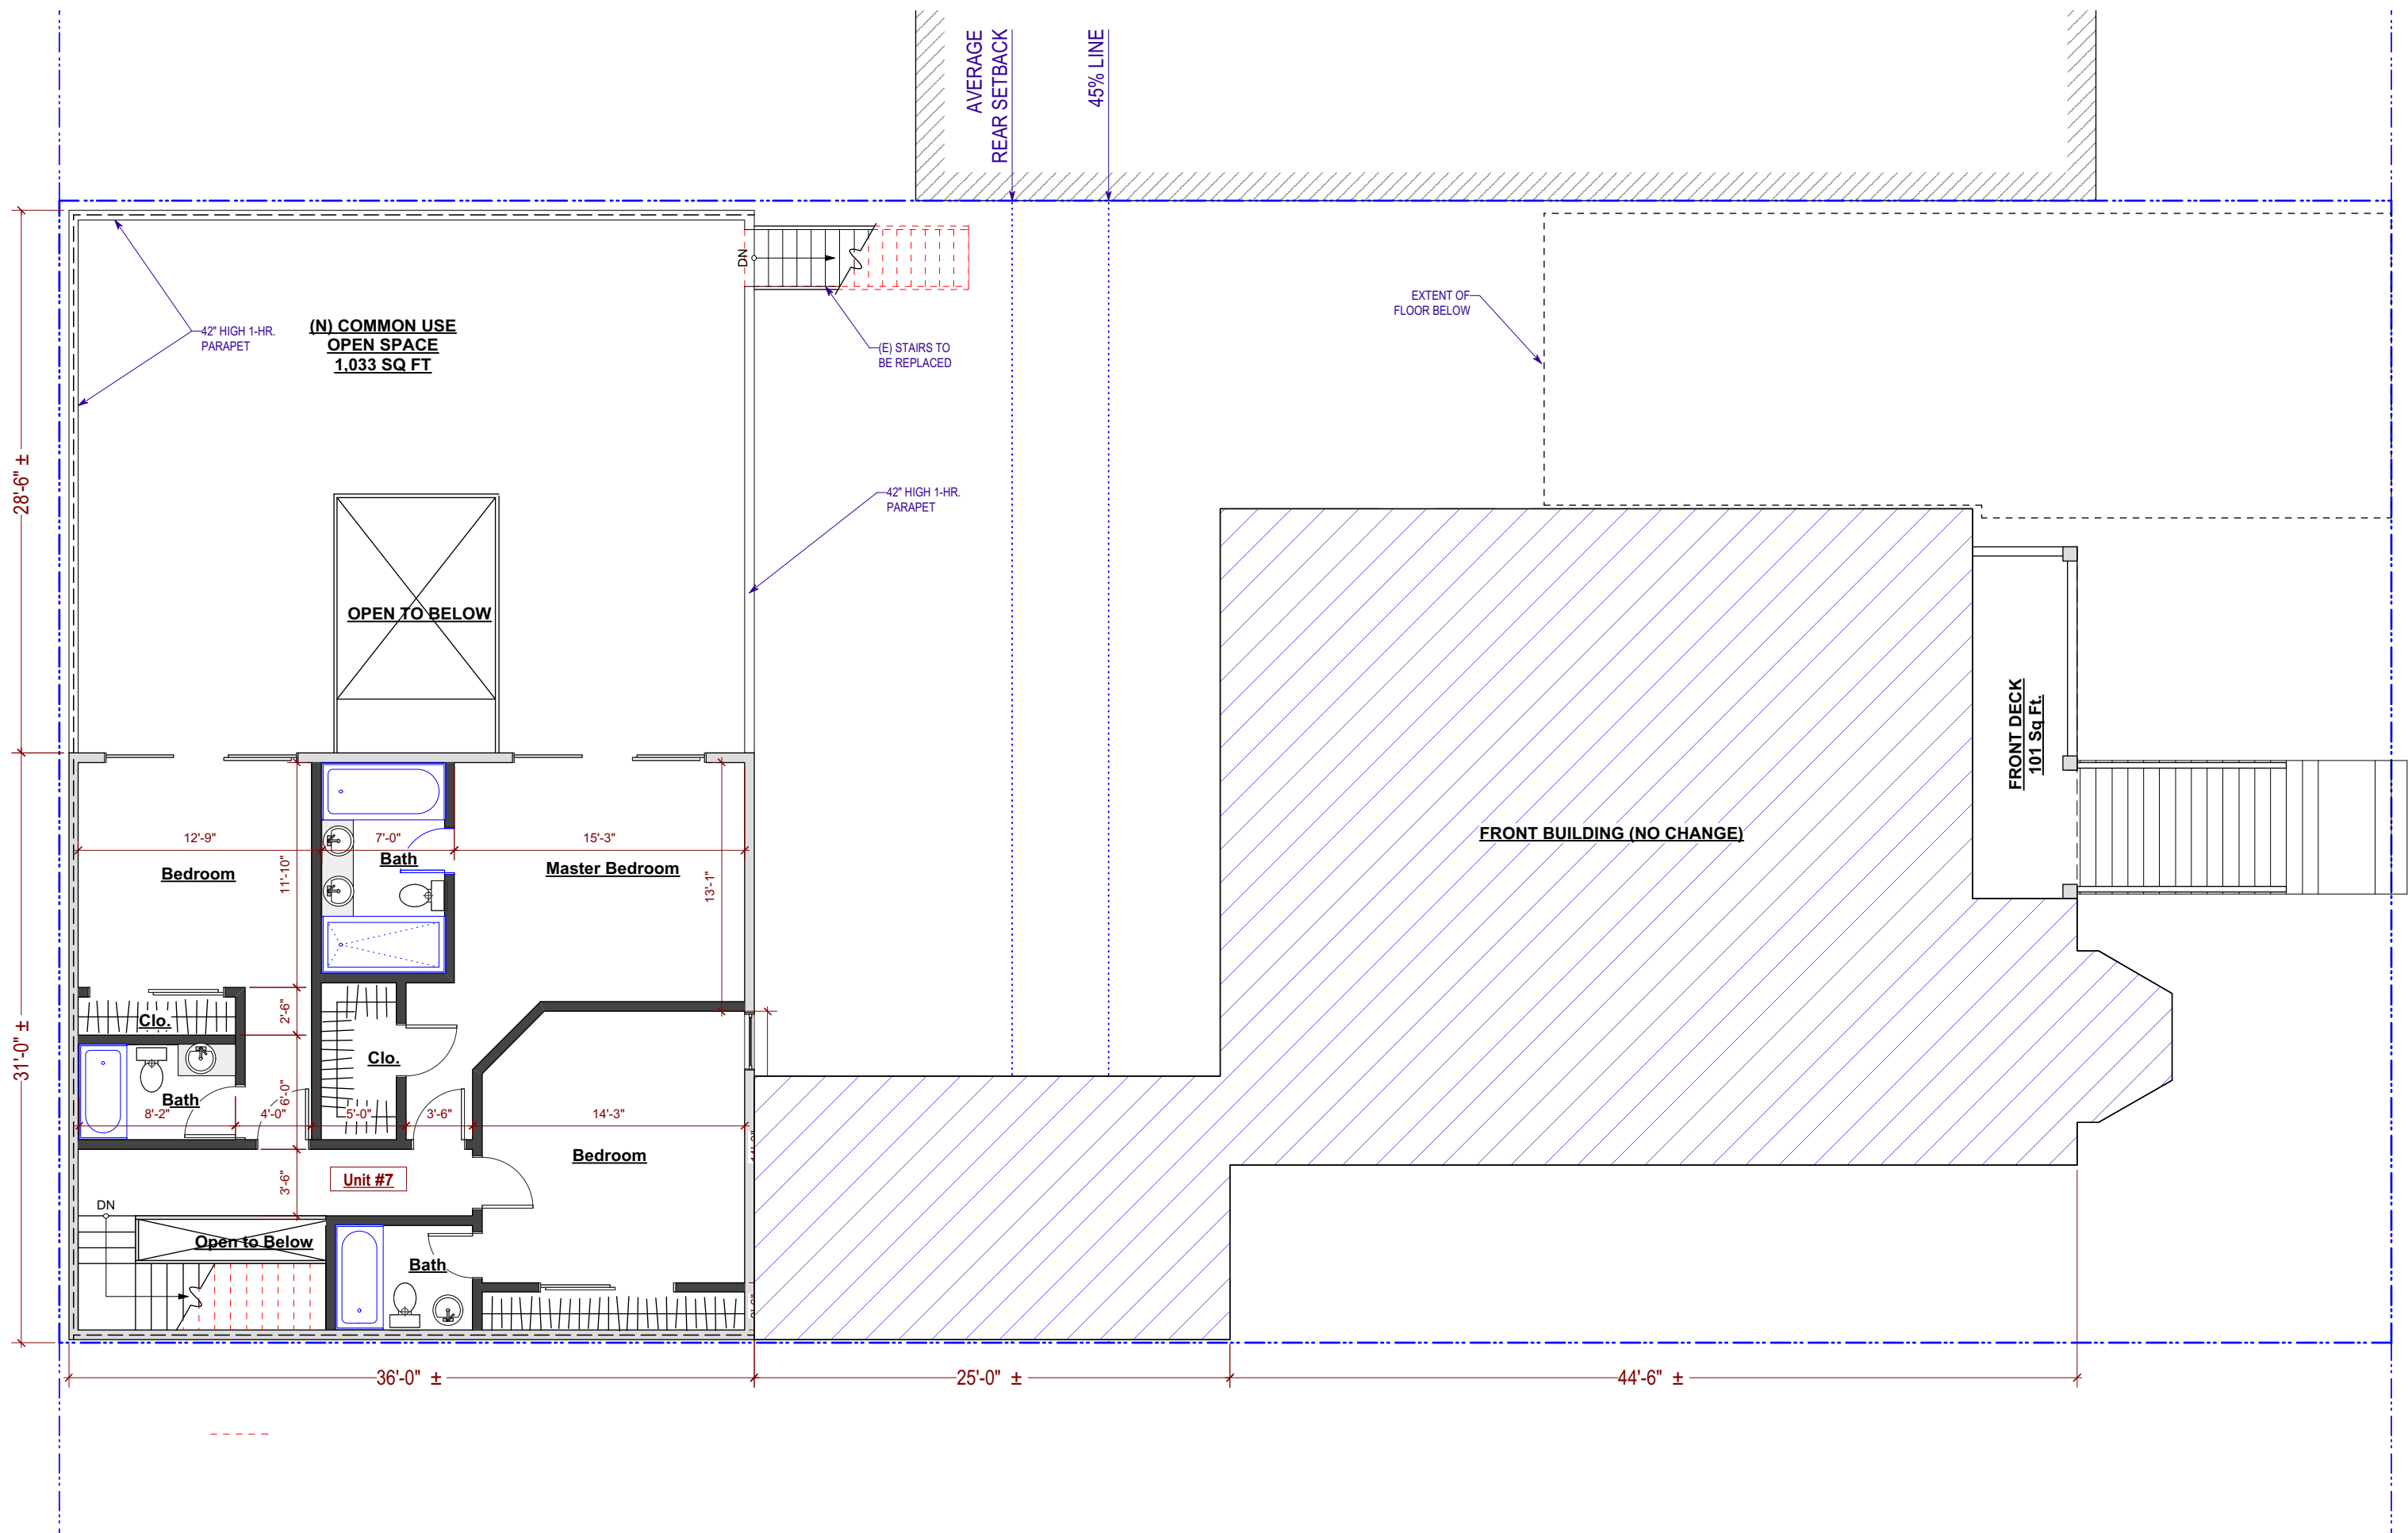 AVERAGE
REAR SETBACK
45% LINE
DN
42" HIGH 1-HR.
PARAPET
(N) COMMON USE
OPEN SPACE
1,033 SQ FT
(E) STAIRS TO
BE REPLACED
EXTENT OF
FLOOR BELOW
28'-6" ±
42" HIGH 1-HR.
PARAPET
OPEN TO BELOW
FRONT DECK
101 Sq Ft.
FRONT BUILDING (NO CHANGE)
12'-9"
7'-0"
15'-3"
Bath
Bedroom
11'-10"
Master Bedroom
13'-1"
2'-6"
Clo.
31'-0" ±
Clo.
6'-0"
Bath
8'-2"
4'-0"
5'-0"
3'-6"
14'-3"
Bedroom
3'-6"
Unit #7
DN
Open to Below
Bath
36'-0" ±
25'-0" ±
44'-6" ±